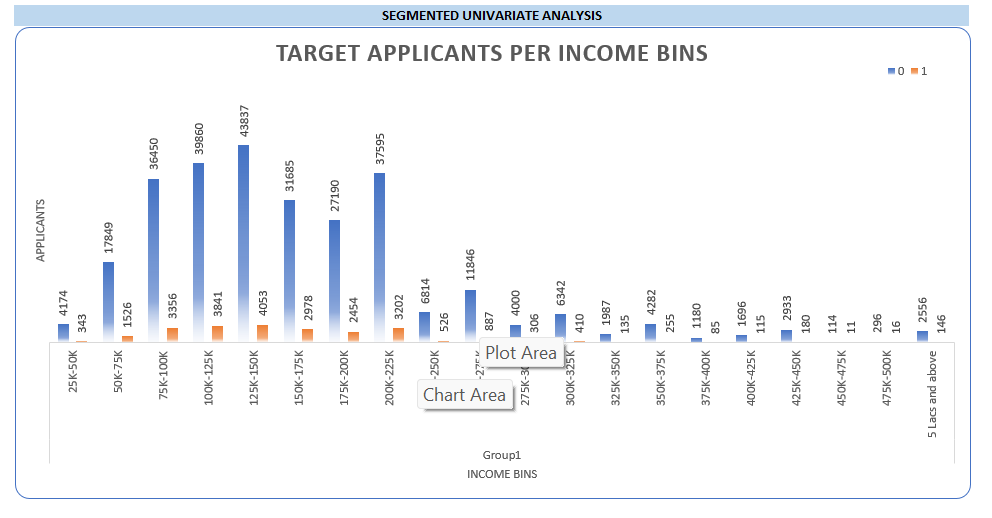 SEGMENTED UNIVARIATE ANALYSIS
TARGET APPLICANTS PER INCOME BINS
0 1
APPLICANTS
4174 343 17849 1526 36450 3356 39860 3841 43837 4053 31685 2978 27190 2454 37595 3202 6814 526 11846 887 4000 306 6342 410 1987 135 4282 255 1180 85 1696 115 2933 180 114 11 296 16 2556 146
25K-50K 50K-75K 75K-100K 100K-125K 125K-150K 150K-175K 175K-200K 200K-225K 300K-325K 325K-350K 350K-375K 375K-400K 400K-425K 425K-450K 450K-475K 475K-500K 5 Lacs and above
Plot Area
Chart Area
Group1
INCOME BINS